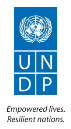 U N
D P
Empowered lives.
Resilient nations.